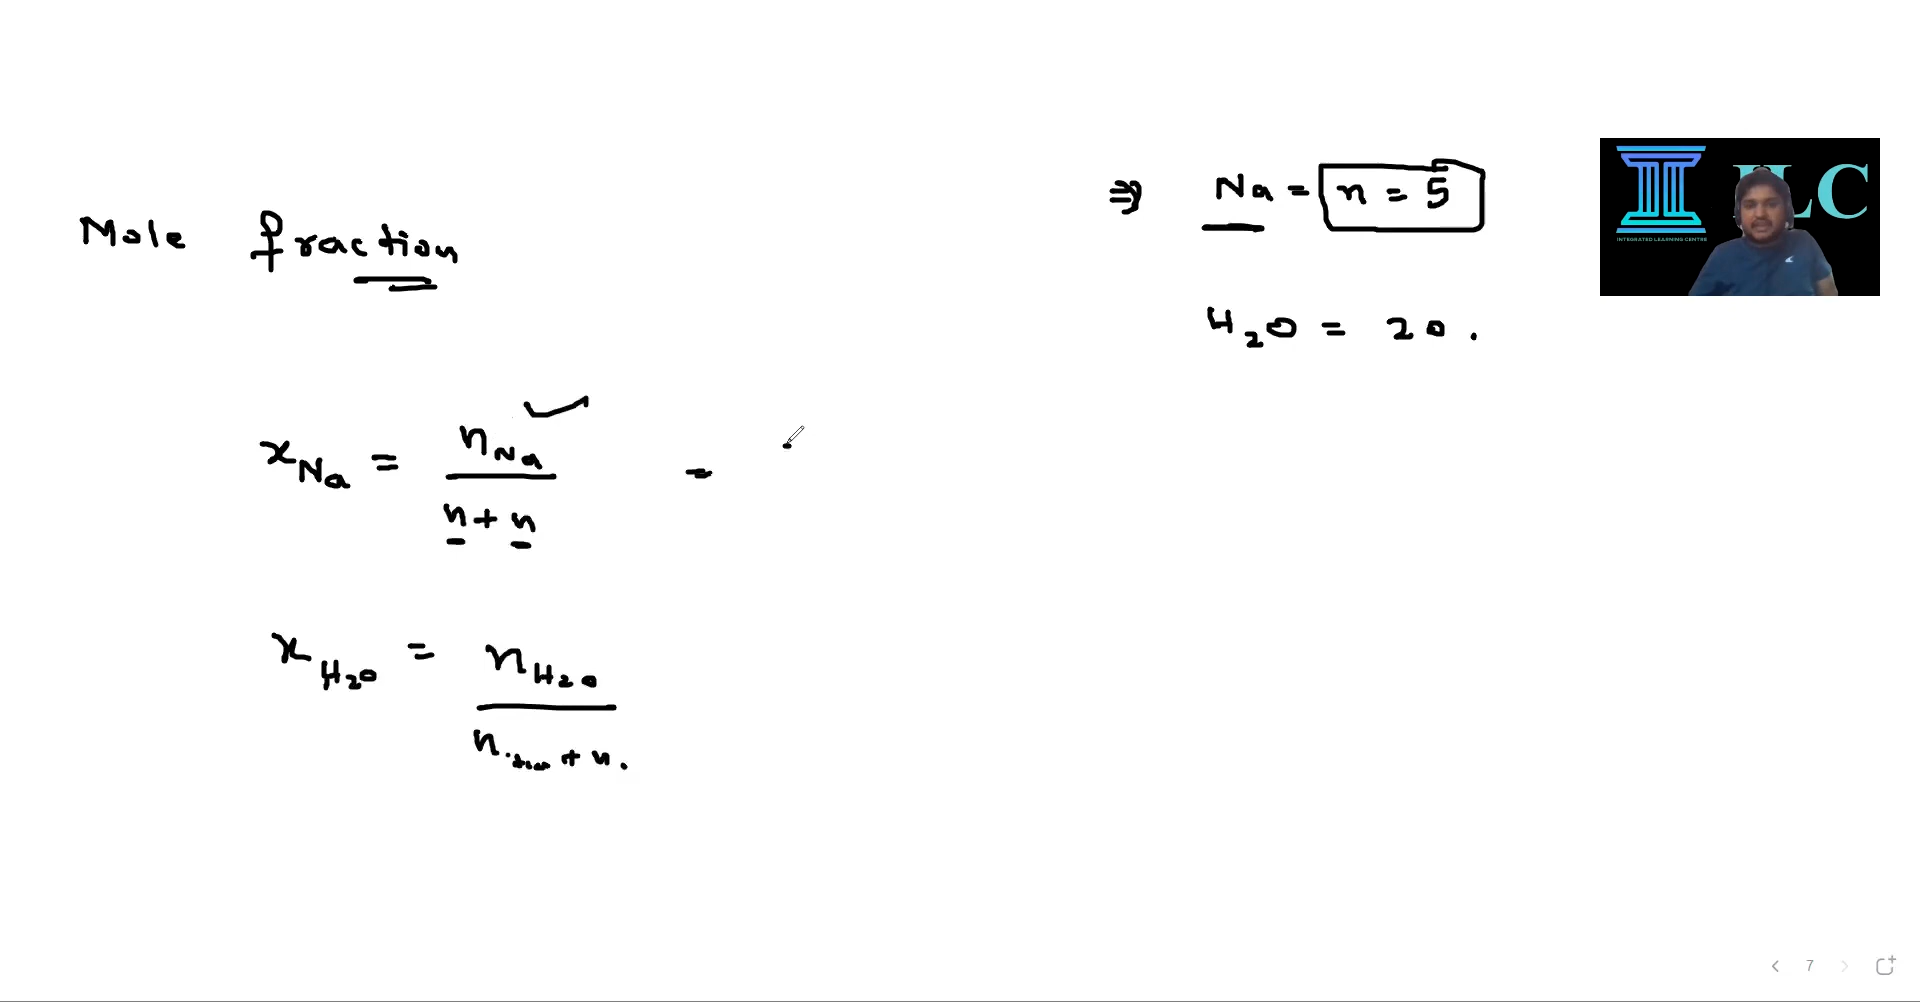 Mole fraction
⇒ Na = n = 5
H₂O = 20.
x_Na = n_Na / n + n =
x_H₂O = n_H₂O / n + n.
ILC
INTEGRATED LEARNING CENTRE
7